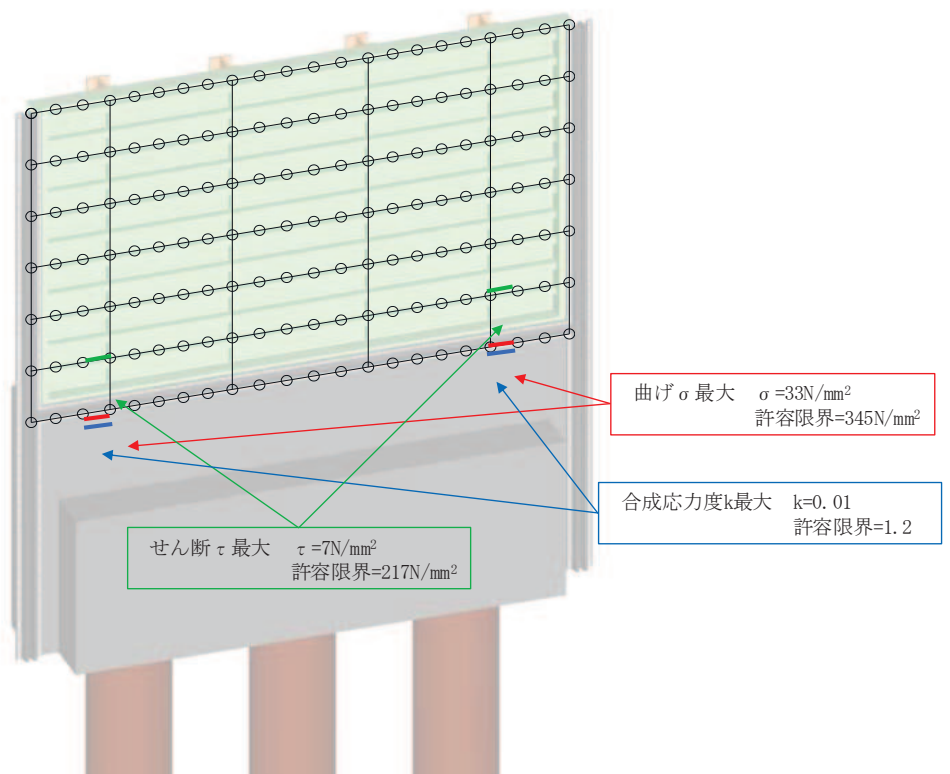 曲げσ最大　σ=33N/mm²
許容限界=345N/mm²
合成応力度k最大　k=0.01
許容限界=1.2
せん断τ最大　τ=7N/mm²
許容限界=217N/mm²